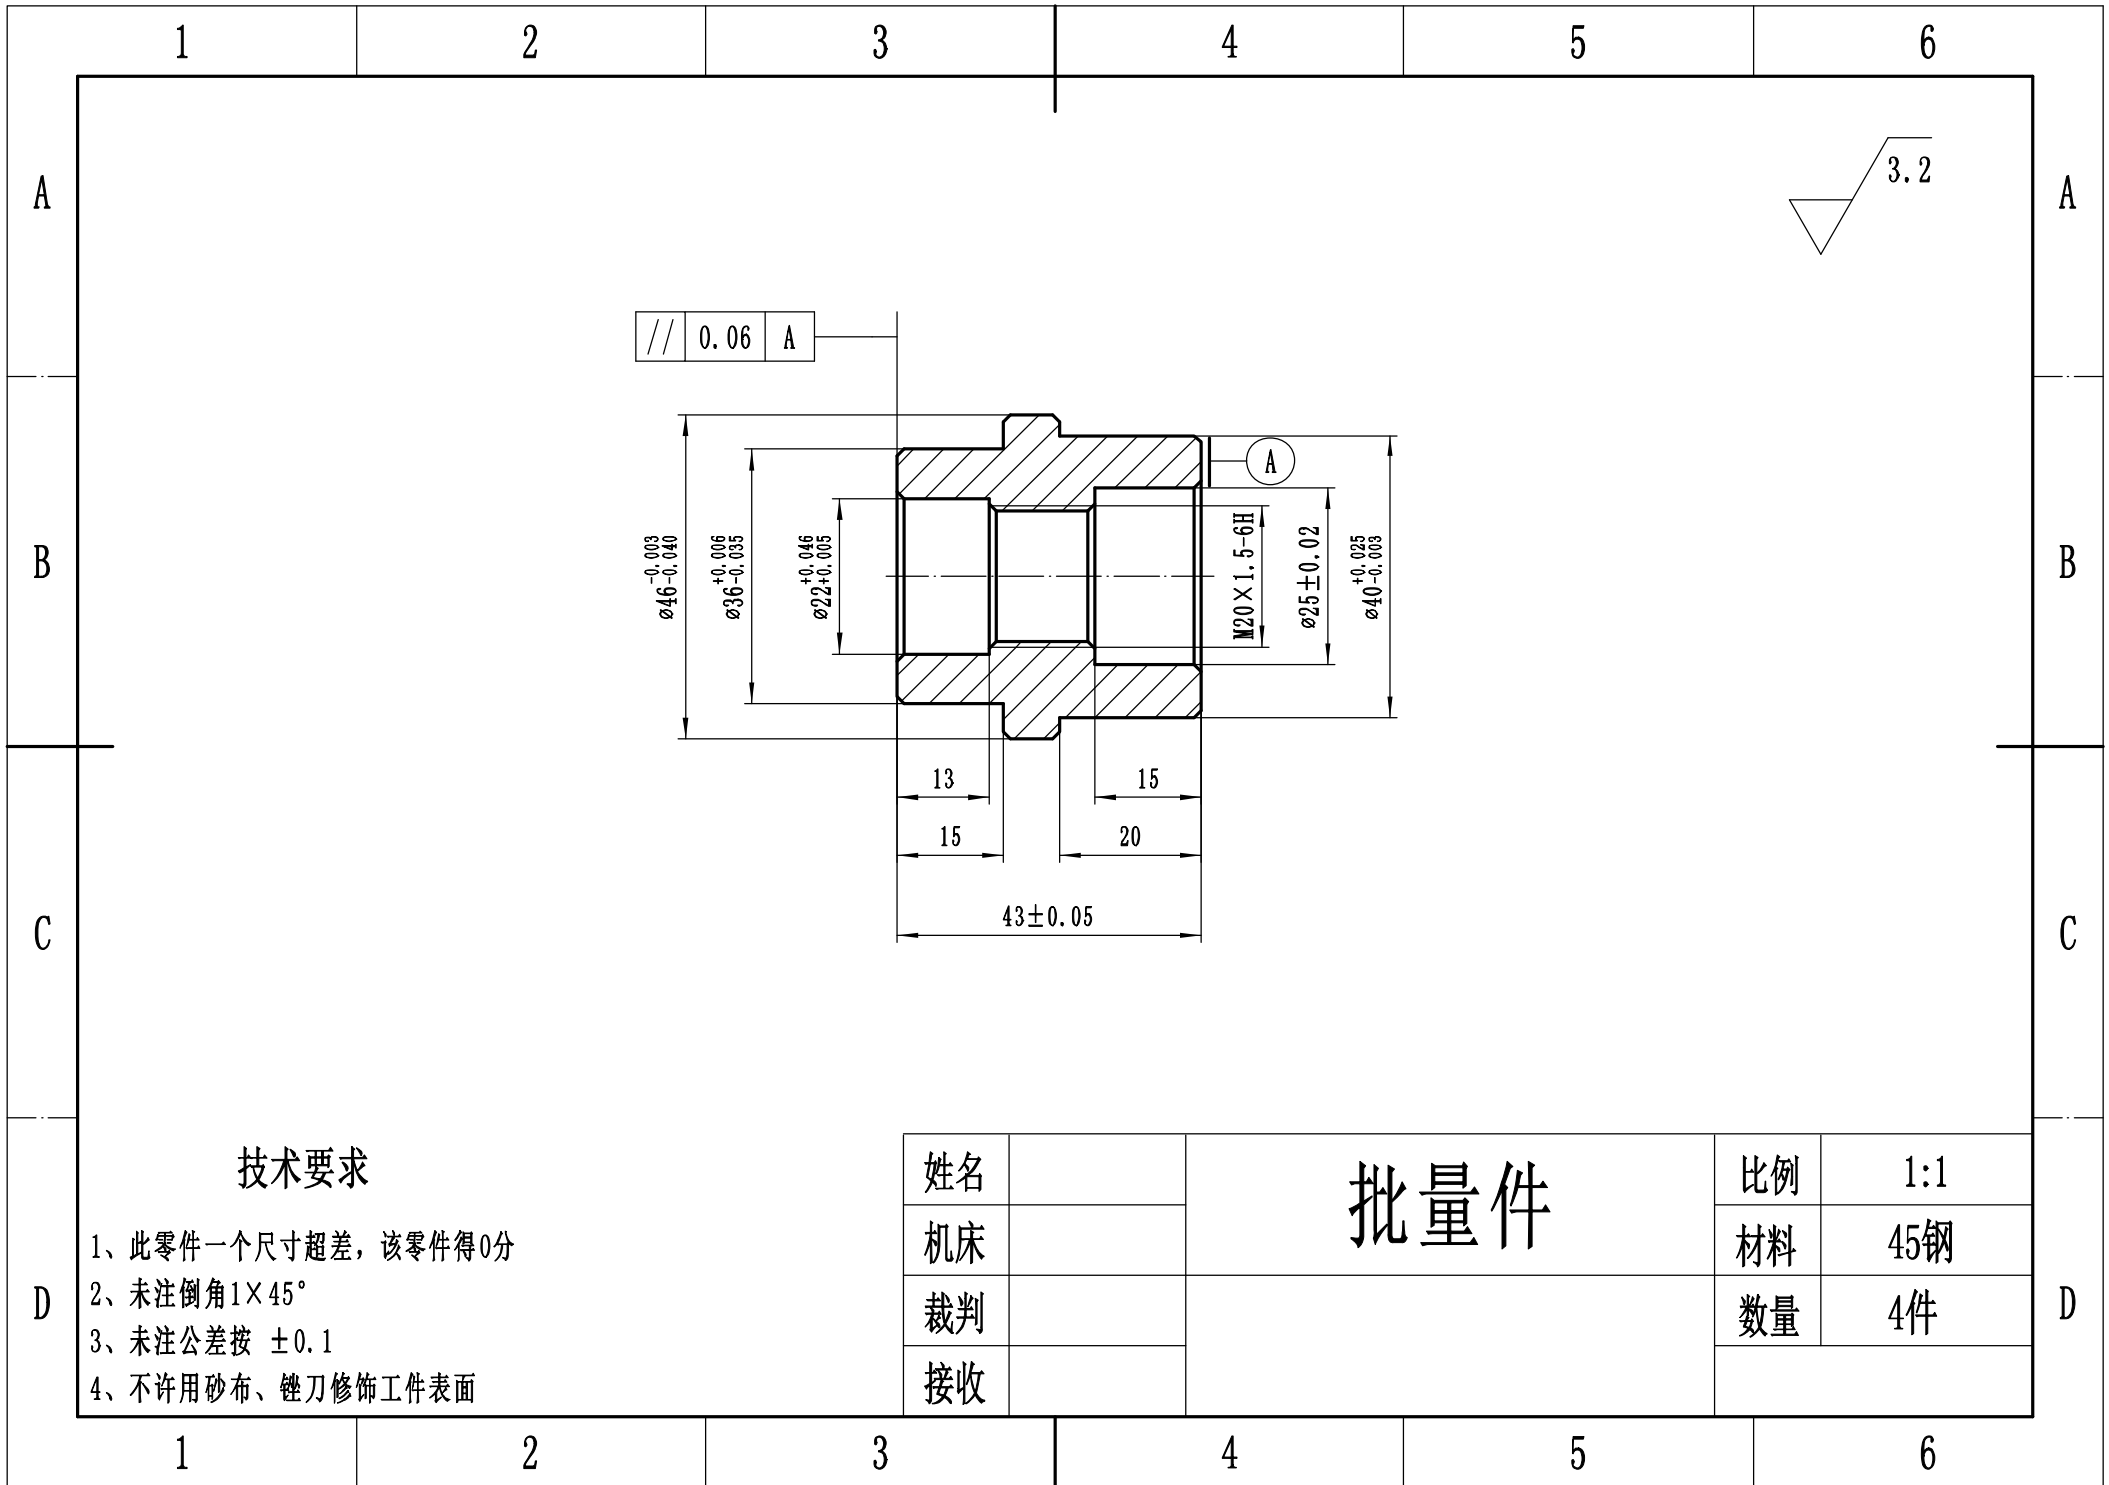 1 2 3 4 5 6
A A
3.2
// 0.06 A
A
B B
ø46-0.003-0.040
ø36+0.006-0.035
ø22+0.046+0.005
M20×1.5-6H
ø25±0.02
ø40+0.025-0.003
13 15
15 20
43±0.05
C C
技术要求
1、此零件一个尺寸超差，该零件得0分
2、未注倒角1×45°
3、未注公差按 ±0.1
4、不许用砂布、锉刀修饰工件表面
D D
姓名
机床
裁判
接收
批量件
比例 1:1
材料 45钢
数量 4件
1 2 3 4 5 6